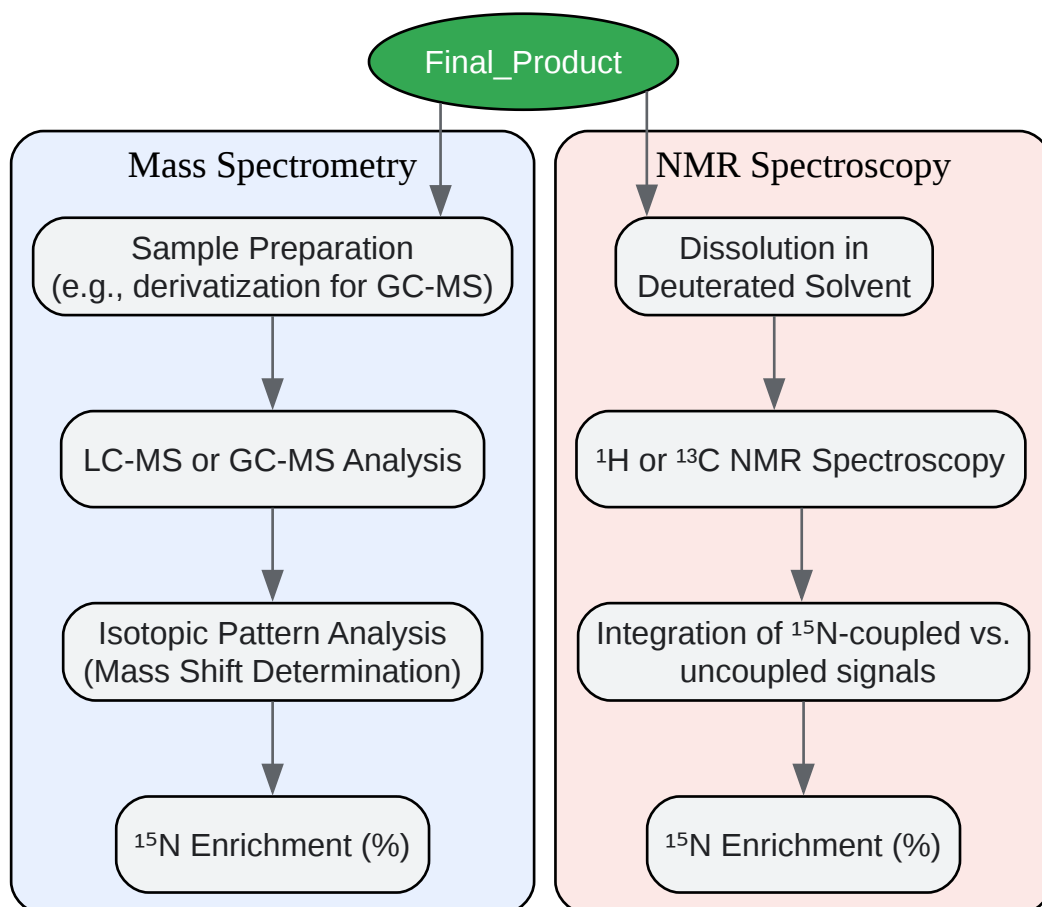 Final_Product
Mass Spectrometry
Sample Preparation
(e.g., derivatization for GC-MS)
LC-MS or GC-MS Analysis
Isotopic Pattern Analysis
(Mass Shift Determination)
¹⁵N Enrichment (%)
NMR Spectroscopy
Dissolution in
Deuterated Solvent
¹H or ¹³C NMR Spectroscopy
Integration of ¹⁵N-coupled vs.
uncoupled signals
¹⁵N Enrichment (%)